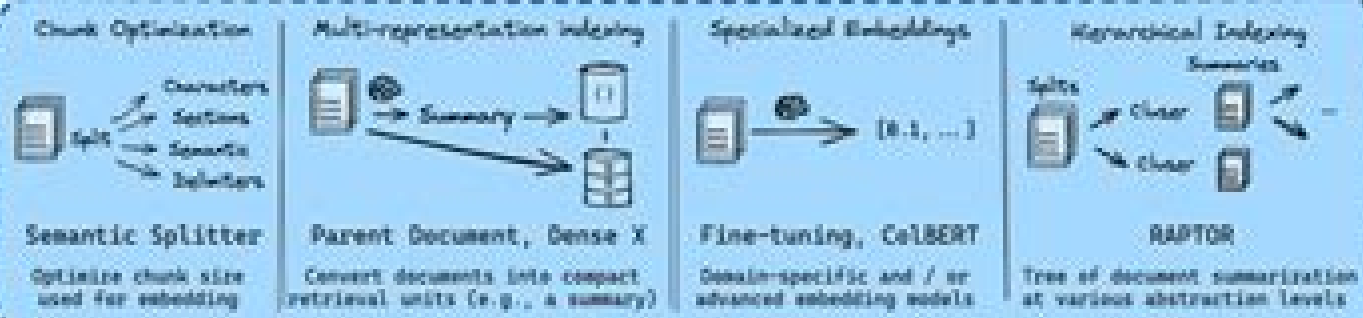 Chunk Optimization
Split
Characters
Sections
Semantic
Delimiters
Semantic Splitter
Optimize chunk size
used for embedding
Multi-representation indexing
Summary
Parent Document, Dense X
Convert documents into compact
retrieval units (e.g., a summary)
Specialized Embeddings
[0.1, ...]
Fine-tuning, ColBERT
Domain-specific and / or
advanced embedding models
Hierarchical Indexing
Summaries
Splits
Cluser
Cluser
...
RAPTOR
Tree of document summarization
at various abstraction levels